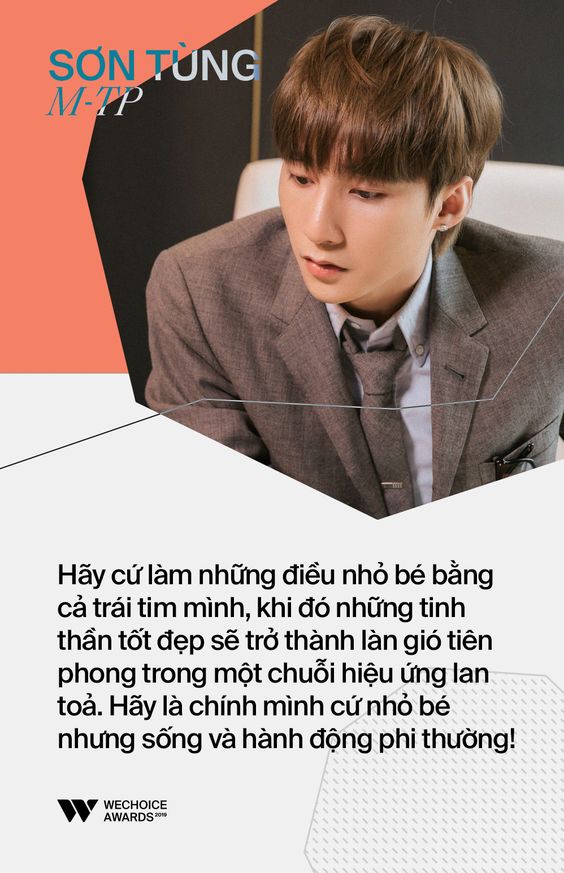 SƠN TÙNG
M-TP
Hãy cứ làm những điều nhỏ bé bằng
cả trái tim mình, khi đó những tinh
thần tốt đẹp sẽ trở thành làn gió tiên
phong trong một chuỗi hiệu ứng lan
toả. Hãy là chính mình cứ nhỏ bé
nhưng sống và hành động phi thường!
WECHOICE
AWARDS 2019